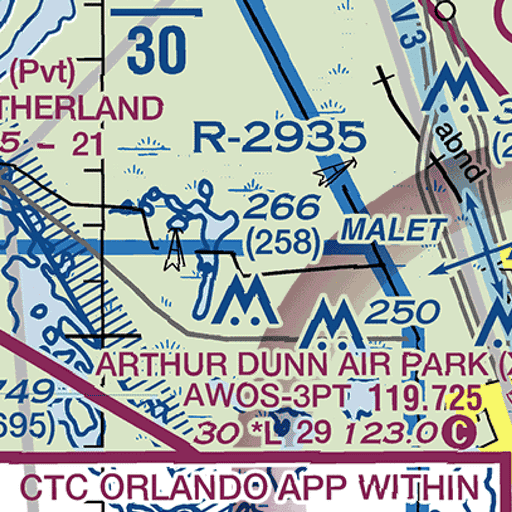 30
V 3
(Pvt)
THERLAND
5 – 21
R-2935
abnd
266
(258)
MALET
250
ARTHUR DUNN AIR PARK (
749
695)
AWOS-3PT 119.725
30 *L 29 123.0 C
CTC ORLANDO APP WITHIN